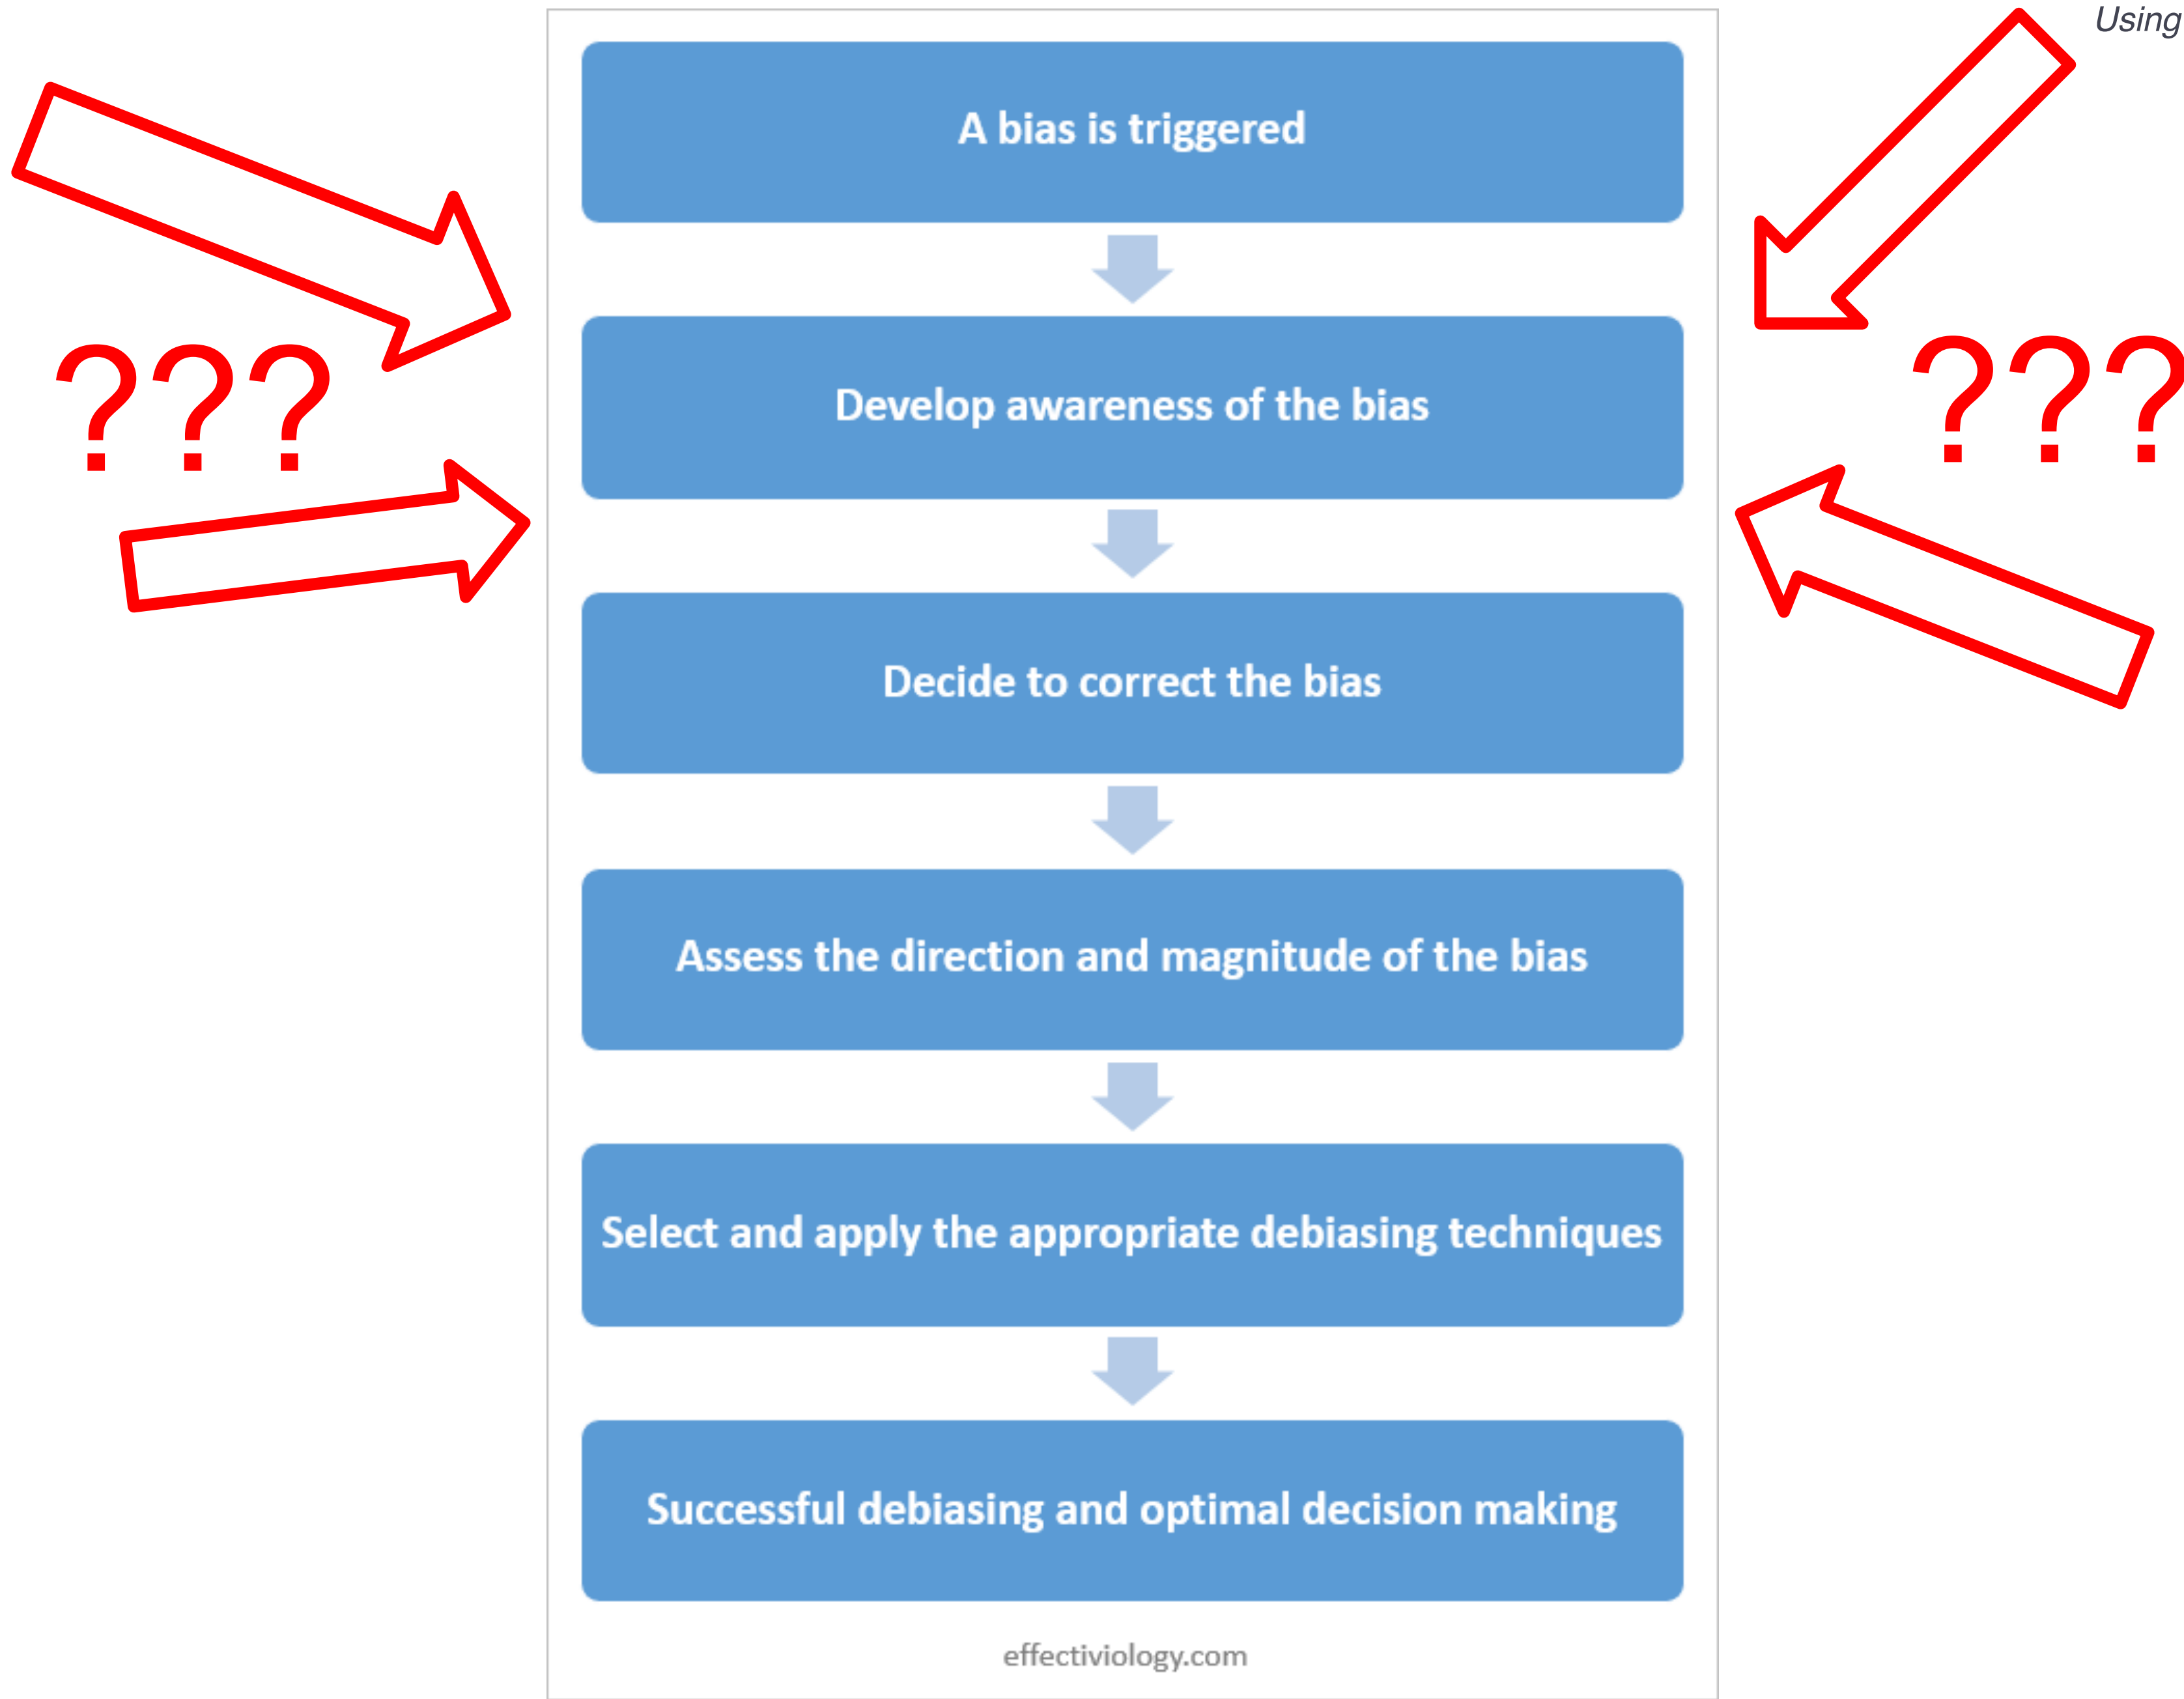 Using
A bias is triggered
???
Develop awareness of the bias
???
Decide to correct the bias
Assess the direction and magnitude of the bias
Select and apply the appropriate debiasing techniques
Successful debiasing and optimal decision making
effectiviology.com